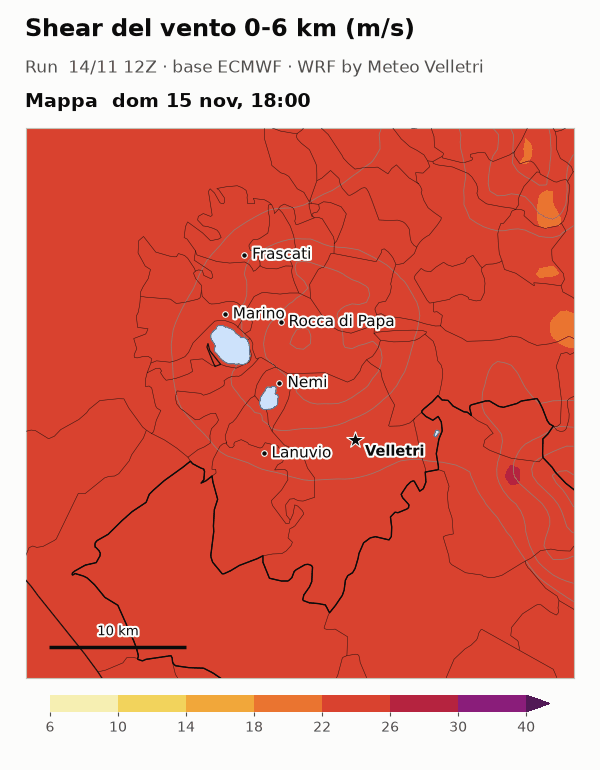 Shear del vento 0-6 km (m/s)
Run  14/11 12Z · base ECMWF · WRF by Meteo Velletri
Mappa  dom 15 nov, 18:00
Frascati
Marino
Rocca di Papa
Nemi
Velletri
Lanuvio
10 km
6 10 14 18 22 26 30 40